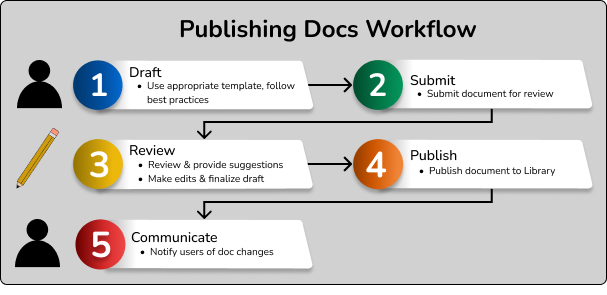 Publishing Docs Workflow
1
Draft
• Use appropriate template, follow
best practices
2
Submit
• Submit document for review
3
Review
• Review & provide suggestions
• Make edits & finalize draft
4
Publish
• Publish document to Library
5
Communicate
• Notify users of doc changes